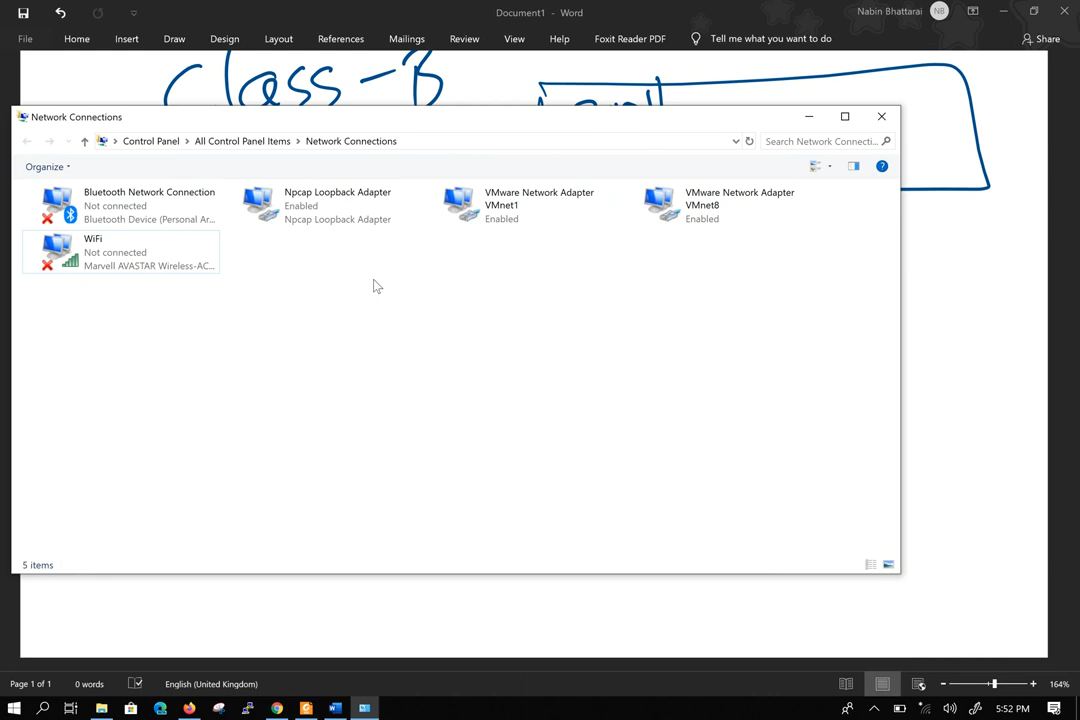 Document1 - Word
Nabin Bhattarai
NB
File
Home
Insert
Draw
Design
Layout
References
Mailings
Review
View
Help
Foxit Reader PDF
Tell me what you want to do
Share
Class-B
Network Connections
Control Panel
All Control Panel Items
Network Connections
Search Network Connecti...
Organize
Bluetooth Network Connection
Not connected
Bluetooth Device (Personal Ar...
Npcap Loopback Adapter
Enabled
Npcap Loopback Adapter
VMware Network Adapter
VMnet1
Enabled
VMware Network Adapter
VMnet8
Enabled
WiFi
Not connected
Marvell AVASTAR Wireless-AC...
5 items
Page 1 of 1
0 words
English (United Kingdom)
164%
5:52 PM